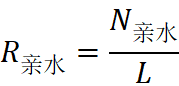 R亲水 = N亲水 / L